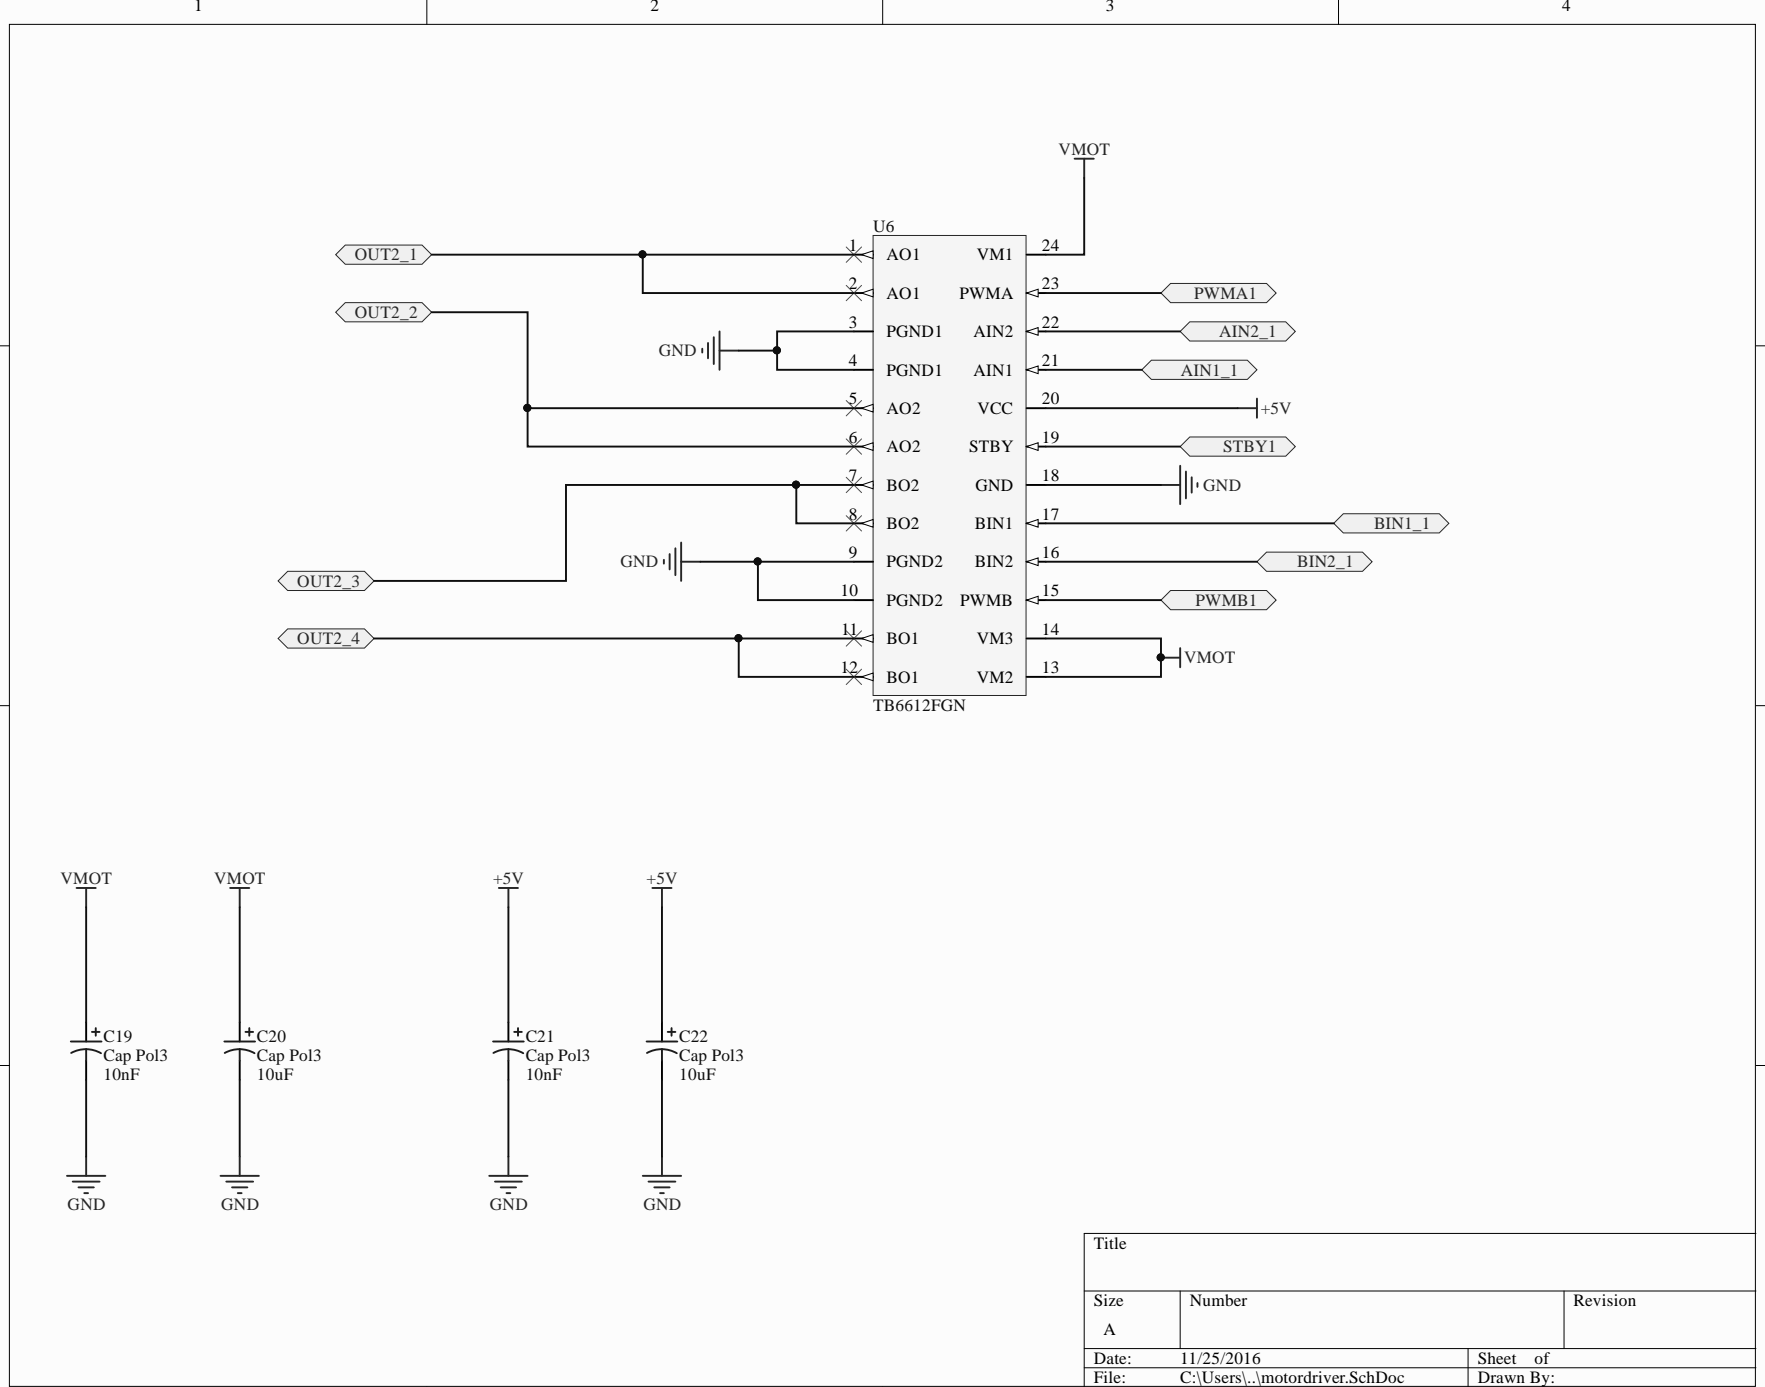 1 2 3 4
VMOT
U6
OUT2_1 1 AO1 VM1 24
2 AO1 PWMA 23 PWMA1
OUT2_2
3 PGND1 AIN2 22 AIN2_1
GND
4 PGND1 AIN1 21 AIN1_1
5 AO2 VCC 20 +5V
6 AO2 STBY 19 STBY1
7 BO2 GND 18 GND
8 BO2 BIN1 17 BIN1_1
GND 9 PGND2 BIN2 16 BIN2_1
OUT2_3
10 PGND2 PWMB 15 PWMB1
OUT2_4 11 BO1 VM3 14
VMOT
12 BO1 VM2 13
TB6612FGN
VMOT VMOT +5V +5V
C19 C20 C21 C22
Cap Pol3 Cap Pol3 Cap Pol3 Cap Pol3
10nF 10uF 10nF 10uF
GND GND GND GND
Title
Size Number Revision
A
Date: 11/25/2016 Sheet of
File: C:\Users\..\motordriver.SchDoc Drawn By: